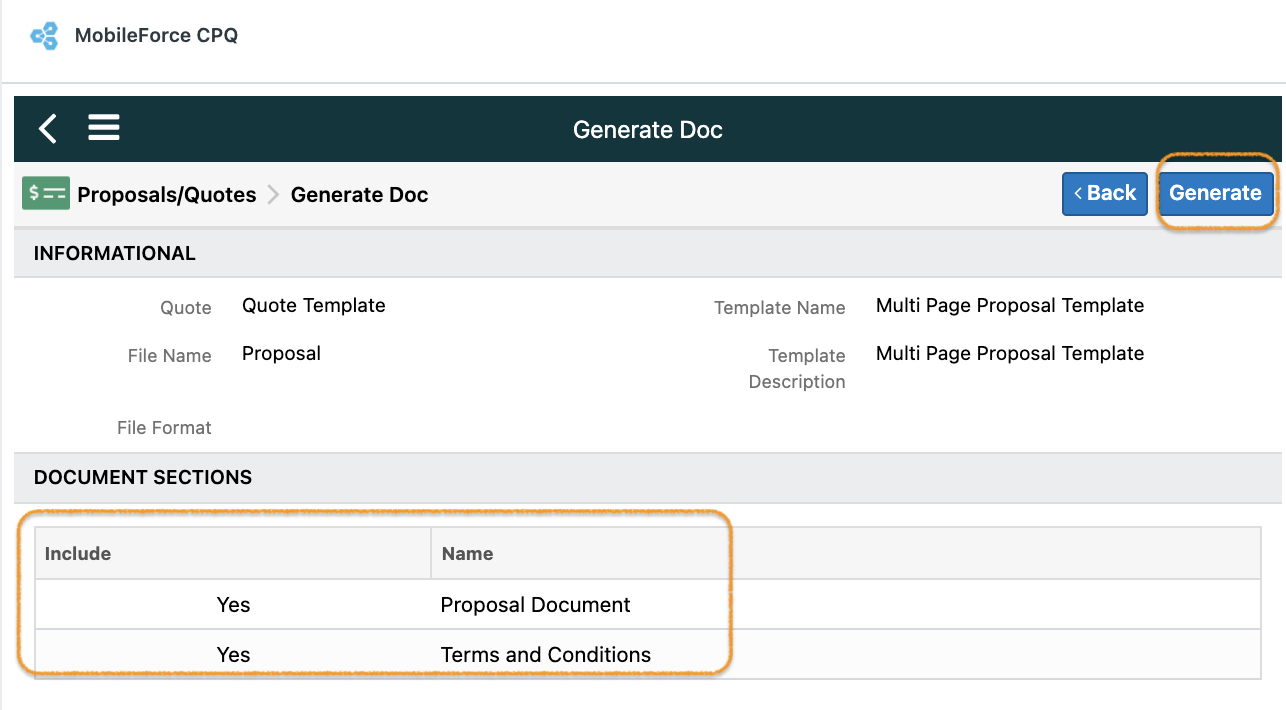 MobileForce CPQ
Generate Doc
Proposals/Quotes > Generate Doc
‹ Back
Generate
INFORMATIONAL
Quote Quote Template Template Name Multi Page Proposal Template
File Name Proposal Template Description Multi Page Proposal Template
File Format
DOCUMENT SECTIONS
Include Name
Yes Proposal Document
Yes Terms and Conditions